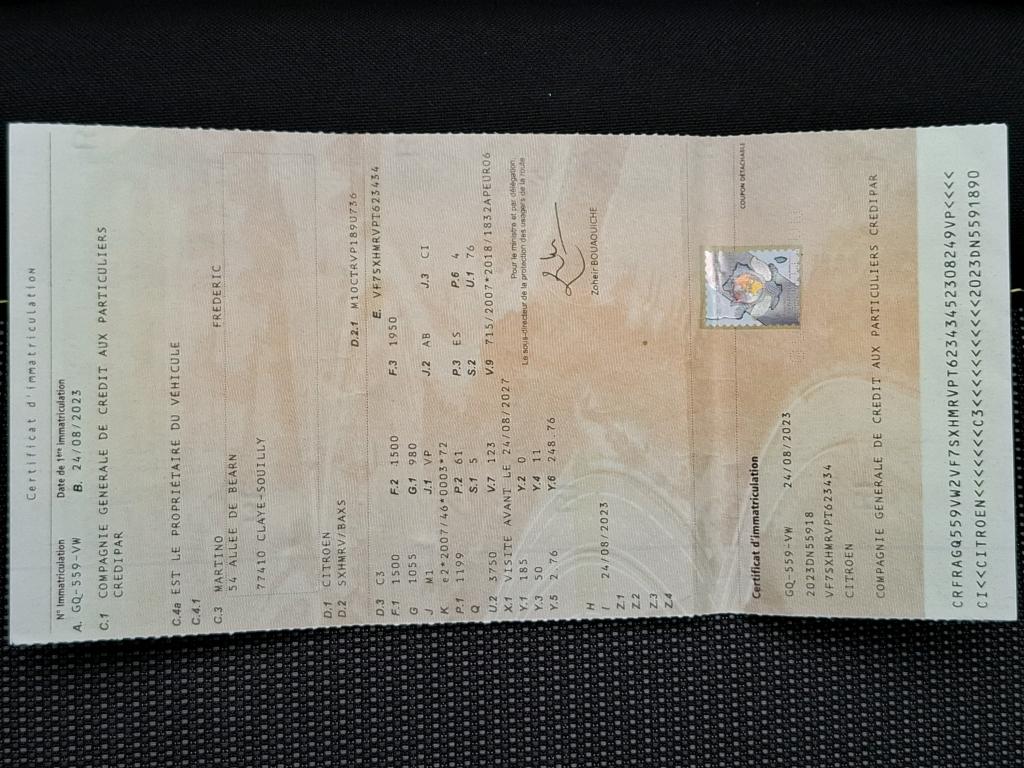 Certificat d'immatriculation
N° Immatriculation Date de 1ère immatriculation
A. GQ-559-VW B. 24/08/2023
C.1 COMPAGNIE GENERALE DE CREDIT AUX PARTICULIERS
CREDIPAR
C.4a EST LE PROPRIÉTAIRE DU VÉHICULE
C.4.1
C.3 MARTINO FREDERIC
54 ALLEE DE BEARN
77410 CLAYE-SOUILLY
D.1 CITROEN
D.2 SXHMRV/BAXS D.2.1 M10CTRVP189U736
D.3 C3 E. VF7SXHMRVPT623434
F.1 1500 F.2 1500 F.3 1950
G 1055 G.1 980
J M1 J.1 VP J.2 AB J.3 CI
K e2*2007/46*0003*72
P.1 1199 P.2 61 P.3 ES P.6 4
Q S.1 5 S.2 U.1 76
U.2 3750 V.7 123 V.9 715/2007*2018/1832APEURO6
X.1 VISITE AVANT LE 24/08/2027
Y.1 185 Y.2 0
Y.3 50 Y.4 11
Y.5 2.76 Y.6 248.76
Pour le ministre et par délégation,
Le sous-directeur de la protection des usagers de la route
H
I 24/08/2023
Zoheir BOUAOUICHE
Z.1
Z.2
Z.3
Z.4
COUPON DÉTACHABLE
Certificat d'immatriculation
GQ-559-VW 24/08/2023
2023DN55918
VF7SXHMRVPT623434
CITROEN
COMPAGNIE GENERALE DE CREDIT AUX PARTICULIERS CREDIPAR
CRFRAGQ559VW2VF7SXHMRVPT62343452308249VP<<<<
CI<<CITROEN<<<<<<<C3<<<<<<<<<<<2023DN5591890